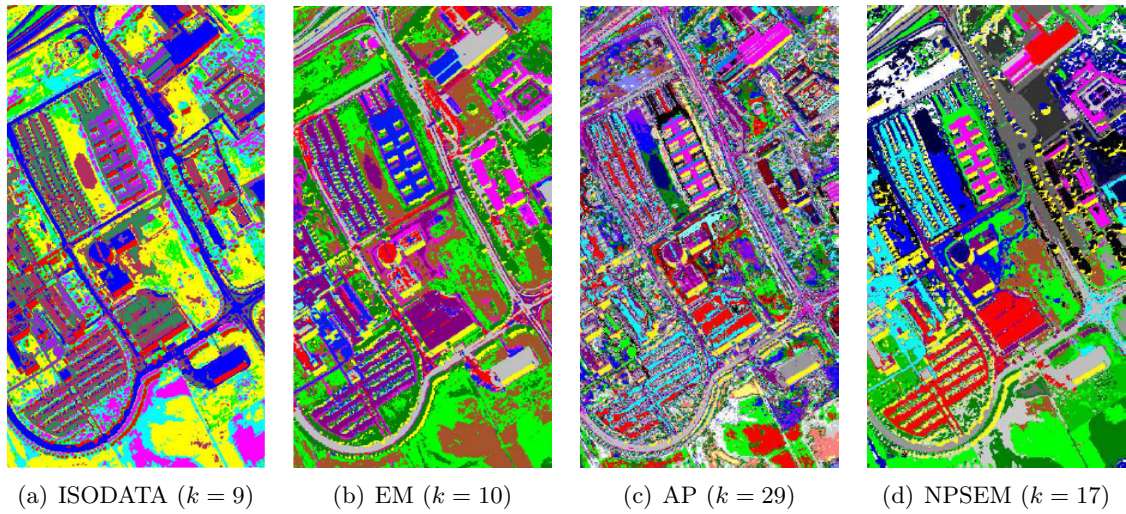 (a) ISODATA (k = 9)
(b) EM (k = 10)
(c) AP (k = 29)
(d) NPSEM (k = 17)